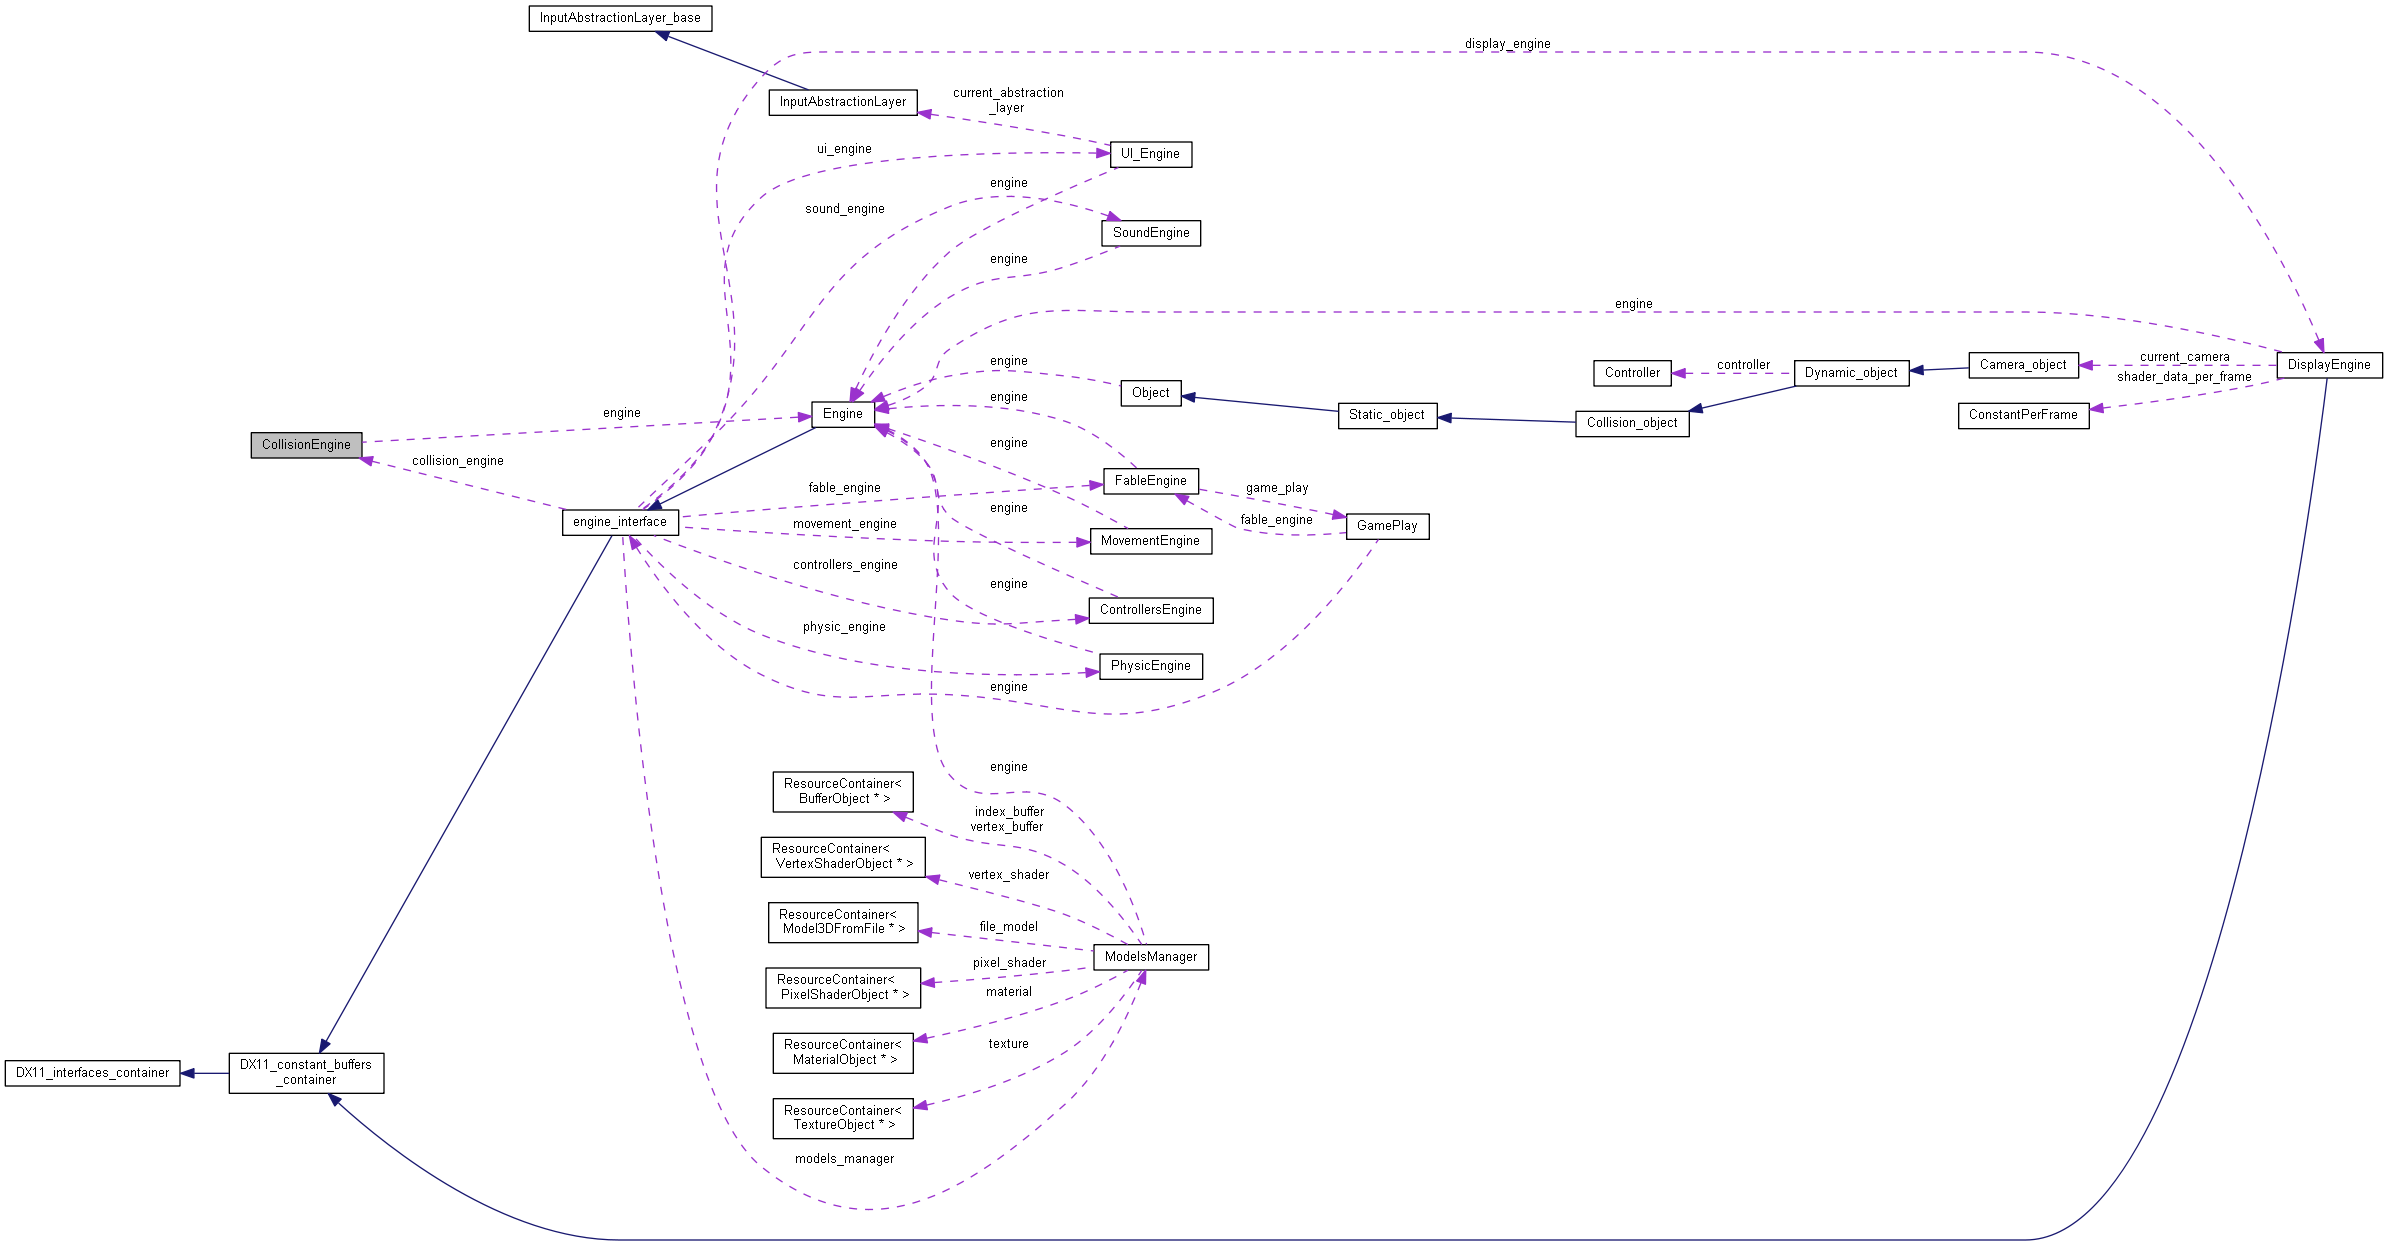 InputAbstractionLayer_base
display_engine
InputAbstractionLayer
current_abstraction
_layer
ui_engine
UI_Engine
engine
sound_engine
SoundEngine
engine
engine
engine
Controller
controller
Dynamic_object
Camera_object
current_camera
shader_data_per_frame
DisplayEngine
Object
engine
Engine
Static_object
Collision_object
ConstantPerFrame
engine
CollisionEngine
collision_engine
engine
fable_engine
FableEngine
game_play
engine_interface
movement_engine
engine
fable_engine
GamePlay
MovementEngine
controllers_engine
engine
ControllersEngine
physic_engine
PhysicEngine
engine
engine
ResourceContainer<
BufferObject * >
index_buffer
vertex_buffer
ResourceContainer<
VertexShaderObject * >
vertex_shader
ResourceContainer<
Model3DFromFile * >
file_model
ModelsManager
ResourceContainer<
PixelShaderObject * >
pixel_shader
material
ResourceContainer<
MaterialObject * >
texture
DX11_interfaces_container
DX11_constant_buffers
_container
ResourceContainer<
TextureObject * >
models_manager